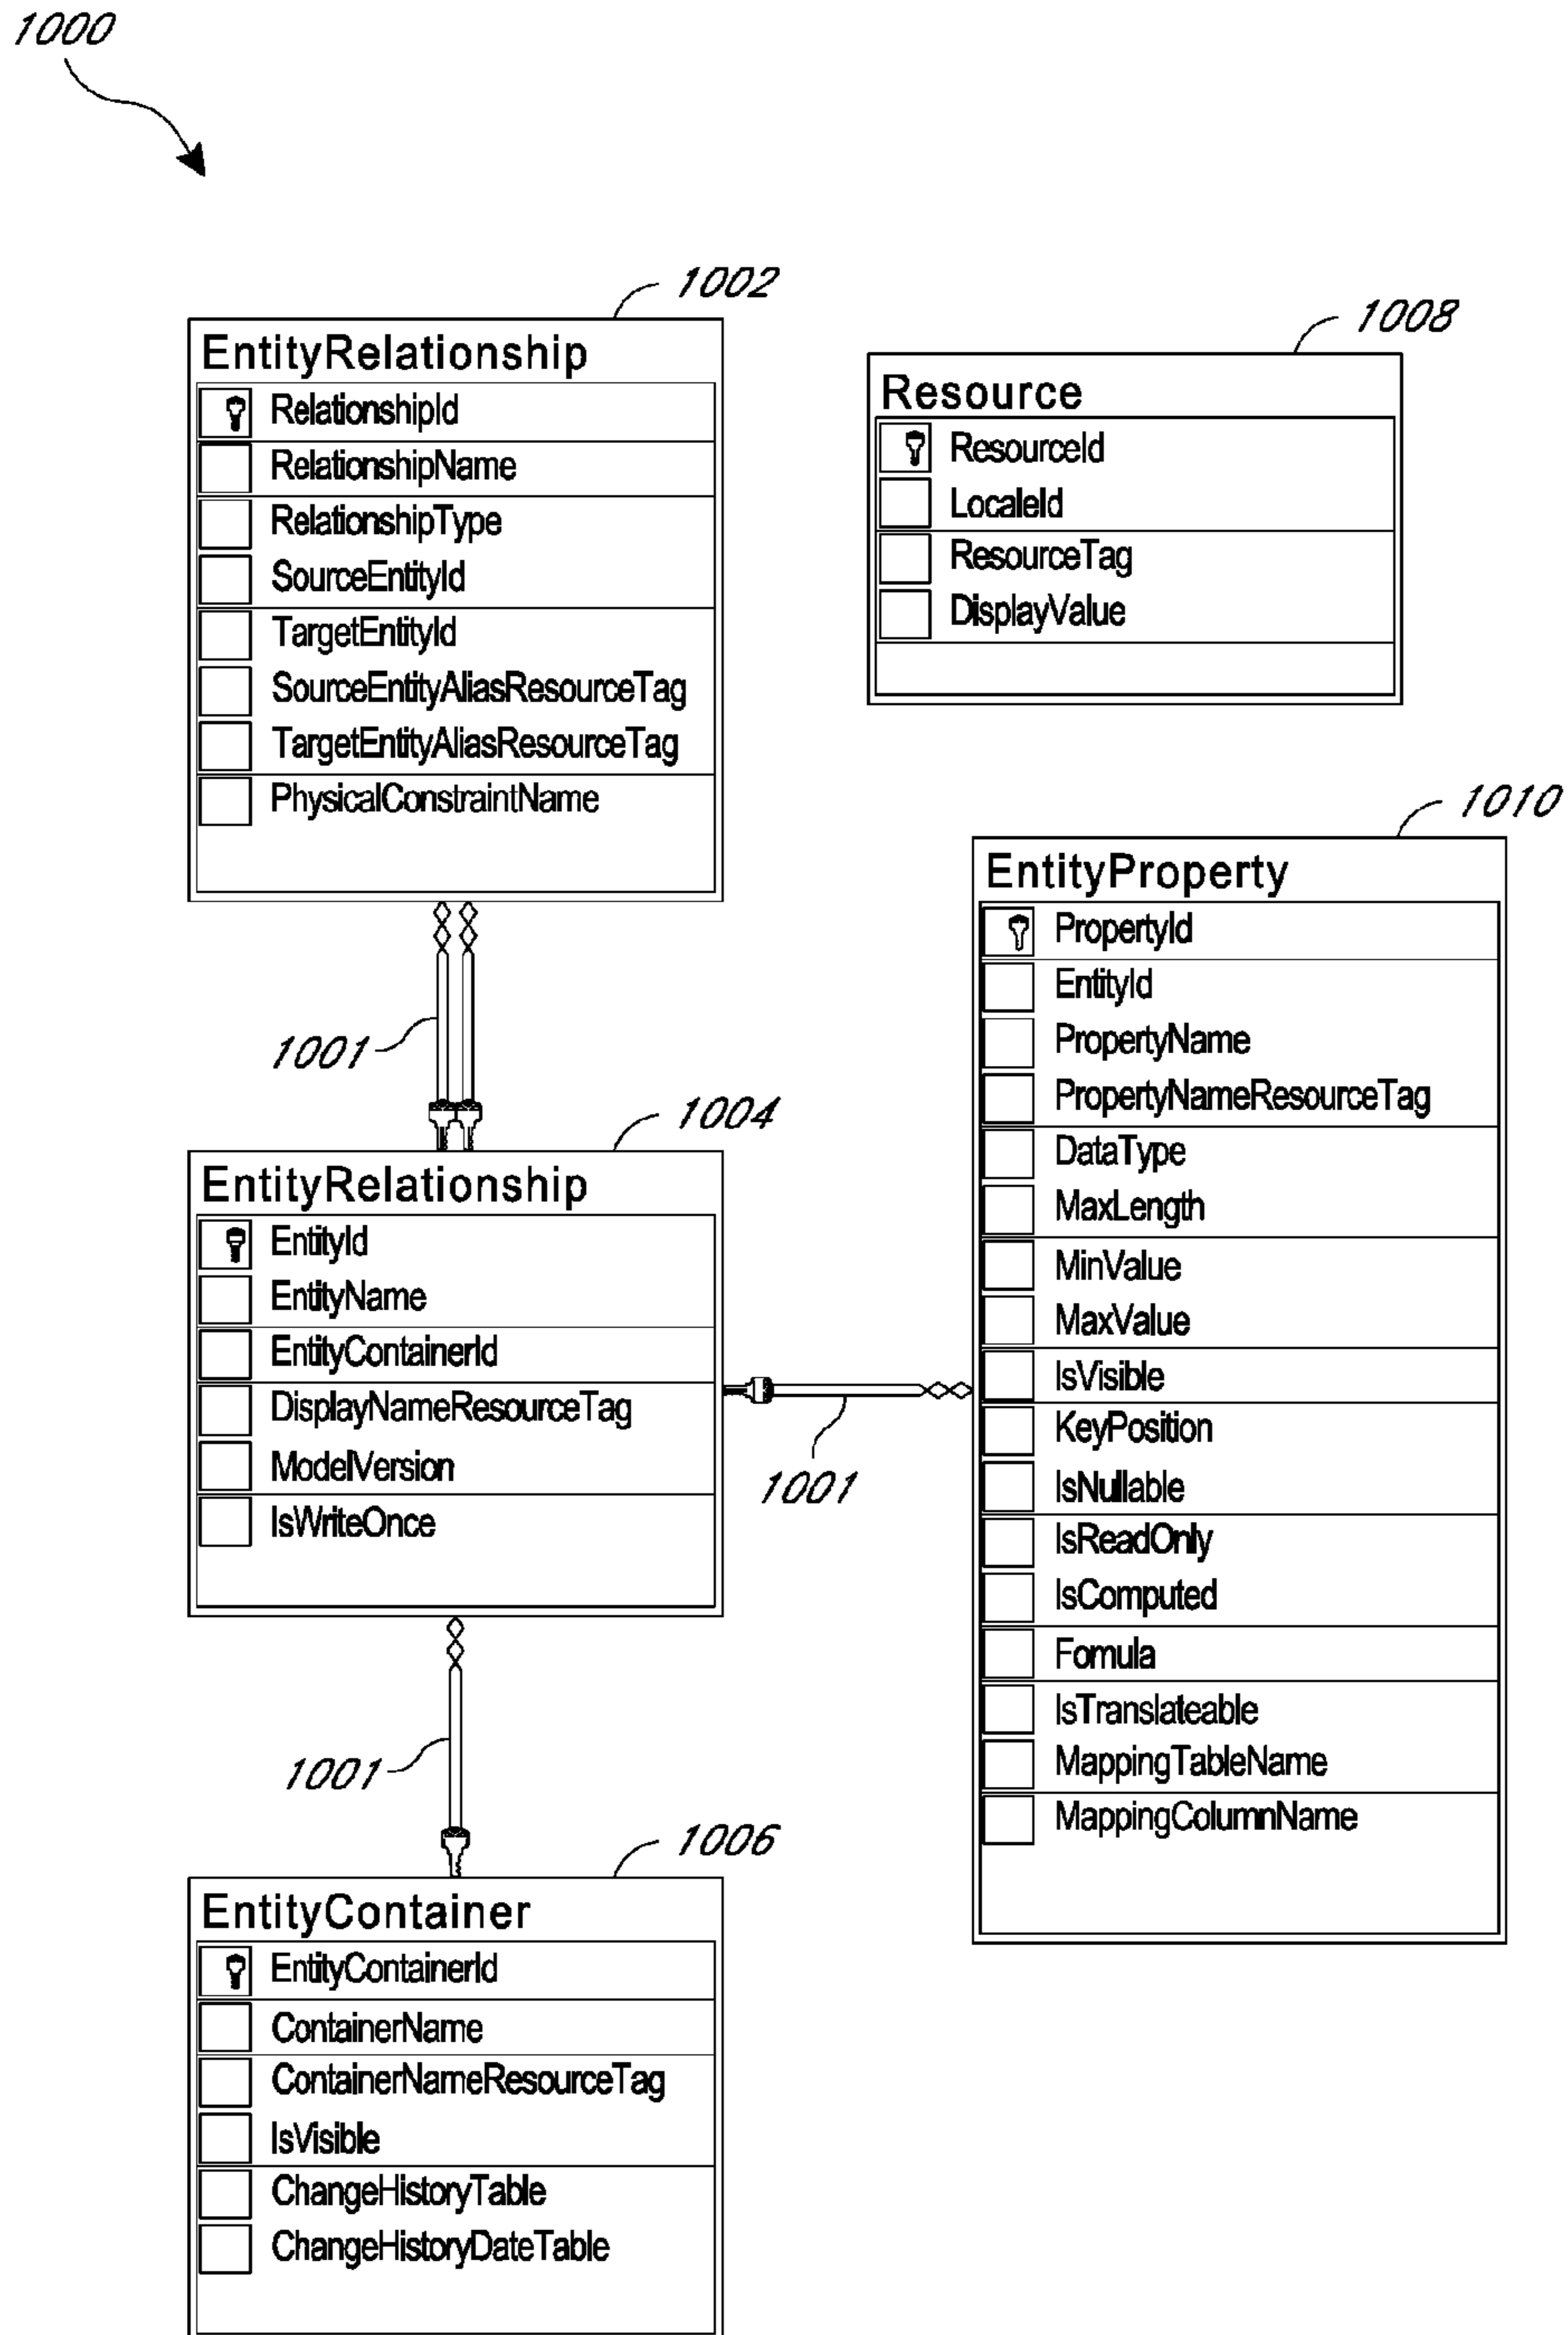 1000
1002
EntityRelationship
RelationshipId
RelationshipName
RelationshipType
SourceEntityId
TargetEntityId
SourceEntityAliasResourceTag
TargetEntityAliasResourceTag
PhysicalConstraintName
1008
Resource
ResourceId
LocaleId
ResourceTag
DisplayValue
1001
1004
EntityRelationship
EntityId
EntityName
EntityContainerId
DisplayNameResourceTag
ModelVersion
IsWriteOnce
1001
1010
EntityProperty
PropertyId
EntityId
PropertyName
PropertyNameResourceTag
DataType
MaxLength
MinValue
MaxValue
IsVisible
KeyPosition
IsNullable
IsReadOnly
IsComputed
Fomula
IsTranslateable
MappingTableName
MappingColumnName
1001
1006
EntityContainer
EntityContainerId
ContainerName
ContainerNameResourceTag
IsVisible
ChangeHistoryTable
ChangeHistoryDateTable